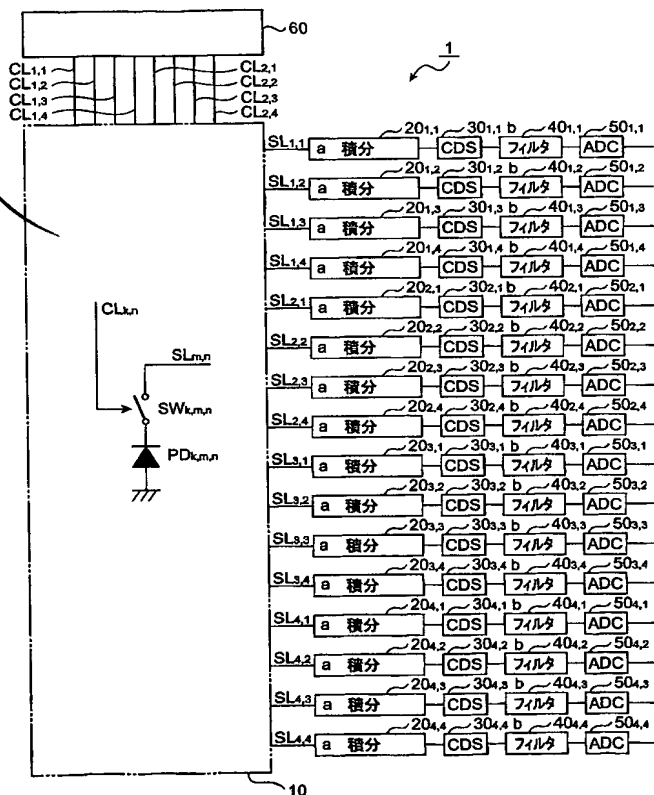 60
1
CL1,1
CL1,2
CL1,3
CL1,4
CL2,1
CL2,2
CL2,3
CL2,4
SL1,1 a 積分 201,1 CDS 301,1 b フィルタ 401,1 ADC 501,1
SL1,2 a 積分 201,2 CDS 301,2 b フィルタ 401,2 ADC 501,2
SL1,3 a 積分 201,3 CDS 301,3 b フィルタ 401,3 ADC 501,3
SL1,4 a 積分 201,4 CDS 301,4 b フィルタ 401,4 ADC 501,4
SL2,1 a 積分 202,1 CDS 302,1 b フィルタ 402,1 ADC 502,1
SL2,2 a 積分 202,2 CDS 302,2 b フィルタ 402,2 ADC 502,2
SL2,3 a 積分 202,3 CDS 302,3 b フィルタ 402,3 ADC 502,3
SL2,4 a 積分 202,4 CDS 302,4 b フィルタ 402,4 ADC 502,4
SL3,1 a 積分 203,1 CDS 303,1 b フィルタ 403,1 ADC 503,1
SL3,2 a 積分 203,2 CDS 303,2 b フィルタ 403,2 ADC 503,2
SL3,3 a 積分 203,3 CDS 303,3 b フィルタ 403,3 ADC 503,3
SL3,4 a 積分 203,4 CDS 303,4 b フィルタ 403,4 ADC 503,4
SL4,1 a 積分 204,1 CDS 304,1 b フィルタ 404,1 ADC 504,1
SL4,2 a 積分 204,2 CDS 304,2 b フィルタ 404,2 ADC 504,2
SL4,3 a 積分 204,3 CDS 304,3 b フィルタ 404,3 ADC 504,3
SL4,4 a 積分 204,4 CDS 304,4 b フィルタ 404,4 ADC 504,4
CLk,n
SLm,n
SWk,m,n
PDk,m,n
10